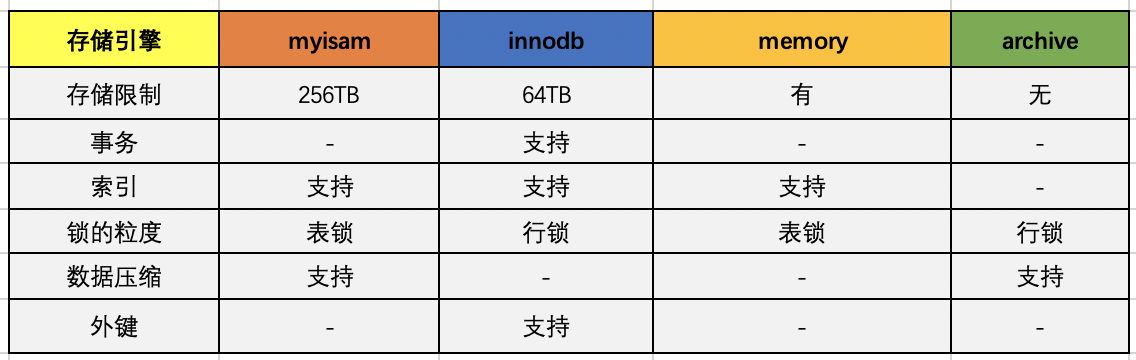 存储引擎 myisam innodb memory archive
存储限制 256TB 64TB 有 无
事务 - 支持 - -
索引 支持 支持 支持 -
锁的粒度 表锁 行锁 表锁 行锁
数据压缩 支持 - - 支持
外键 - 支持 - -